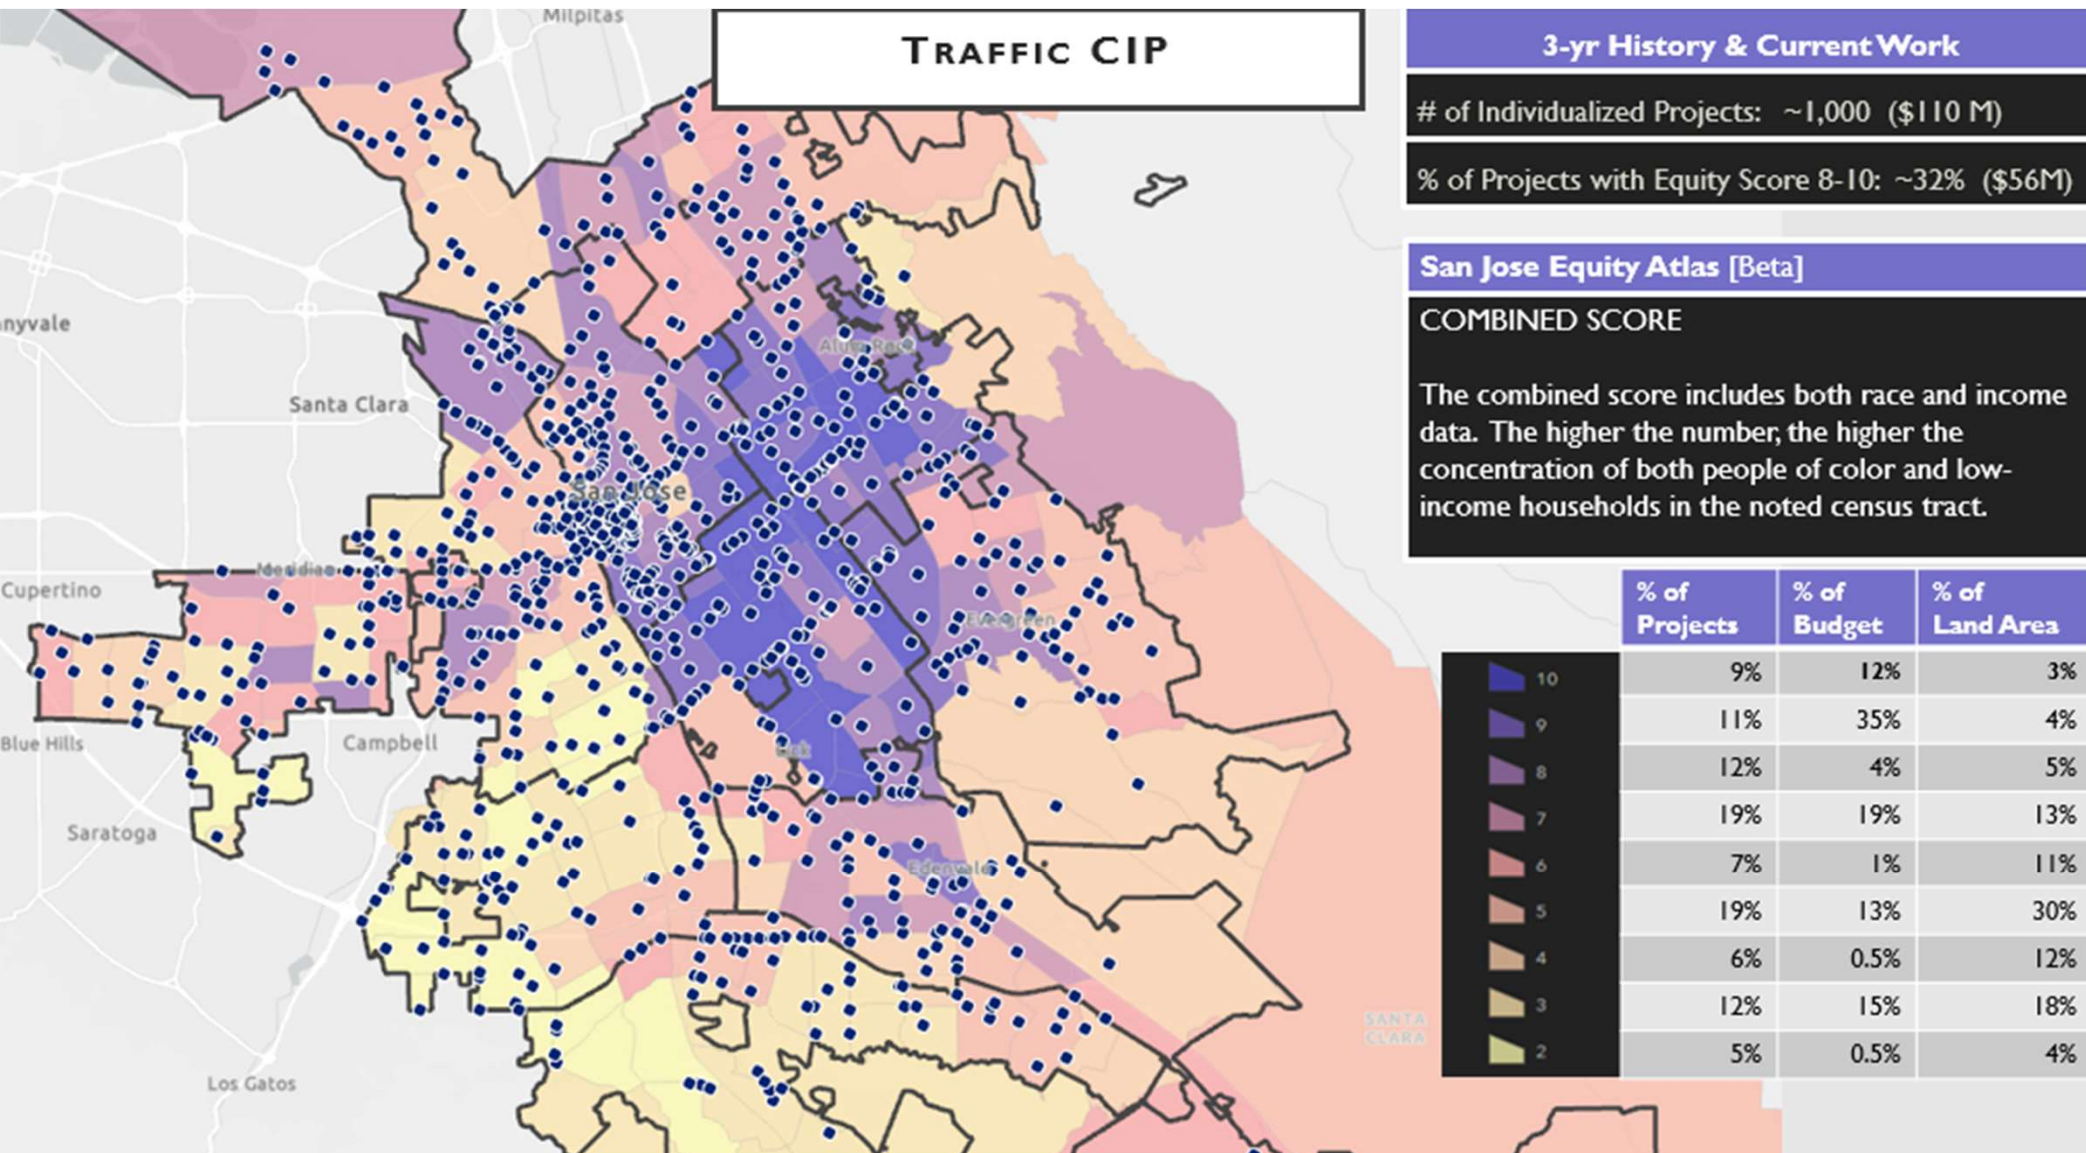 Milpitas
TRAFFIC CIP
3-yr History & Current Work
# of Individualized Projects: ~1,000 ($110 M)
% of Projects with Equity Score 8-10: ~32% ($56M)
San Jose Equity Atlas [Beta]
COMBINED SCORE
The combined score includes both race and income
data. The higher the number, the higher the
concentration of both people of color and low-
income households in the noted census tract.
nyvale
Alum Rock
Santa Clara
San Jose
Meridian
Cupertino
Evergreen
Blue Hills
Campbell
Saratoga
Edenvale
SANTA
CLARA
Los Gatos
% of Projects % of Budget % of Land Area
10 9% 12% 3%
9 11% 35% 4%
8 12% 4% 5%
7 19% 19% 13%
6 7% 1% 11%
5 19% 13% 30%
4 6% 0.5% 12%
3 12% 15% 18%
2 5% 0.5% 4%